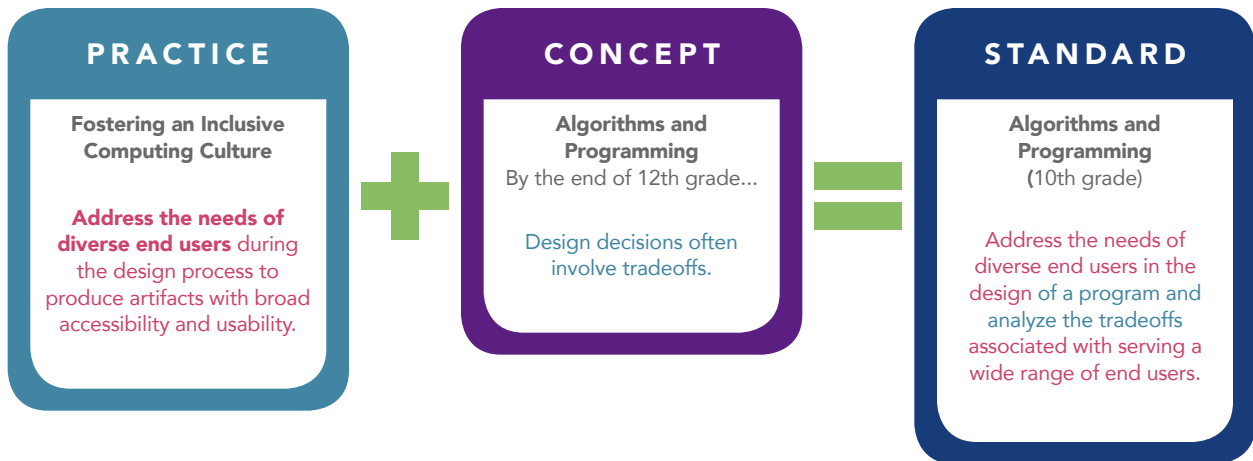 PRACTICE
Fostering an Inclusive
Computing Culture
Address the needs of
diverse end users during
the design process to
produce artifacts with broad
accessibility and usability.
CONCEPT
Algorithms and
Programming
By the end of 12th grade...
Design decisions often
involve tradeoffs.
STANDARD
Algorithms and
Programming
(10th grade)
Address the needs of
diverse end users in the
design of a program and
analyze the tradeoffs
associated with serving a
wide range of end users.